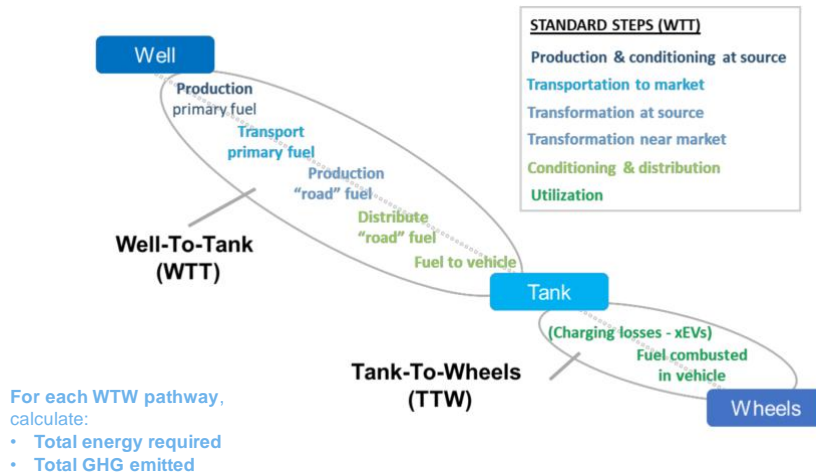 Well
Production
primary fuel
Transport
primary fuel
Production
“road” fuel
Distribute
“road” fuel
Fuel to vehicle
Well-To-Tank
(WTT)
Tank
(Charging losses - xEVs)
Fuel combusted
in vehicle
Tank-To-Wheels
(TTW)
Wheels
STANDARD STEPS (WTT)
Production & conditioning at source
Transportation to market
Transformation at source
Transformation near market
Conditioning & distribution
Utilization
For each WTW pathway,
calculate:
• Total energy required
• Total GHG emitted